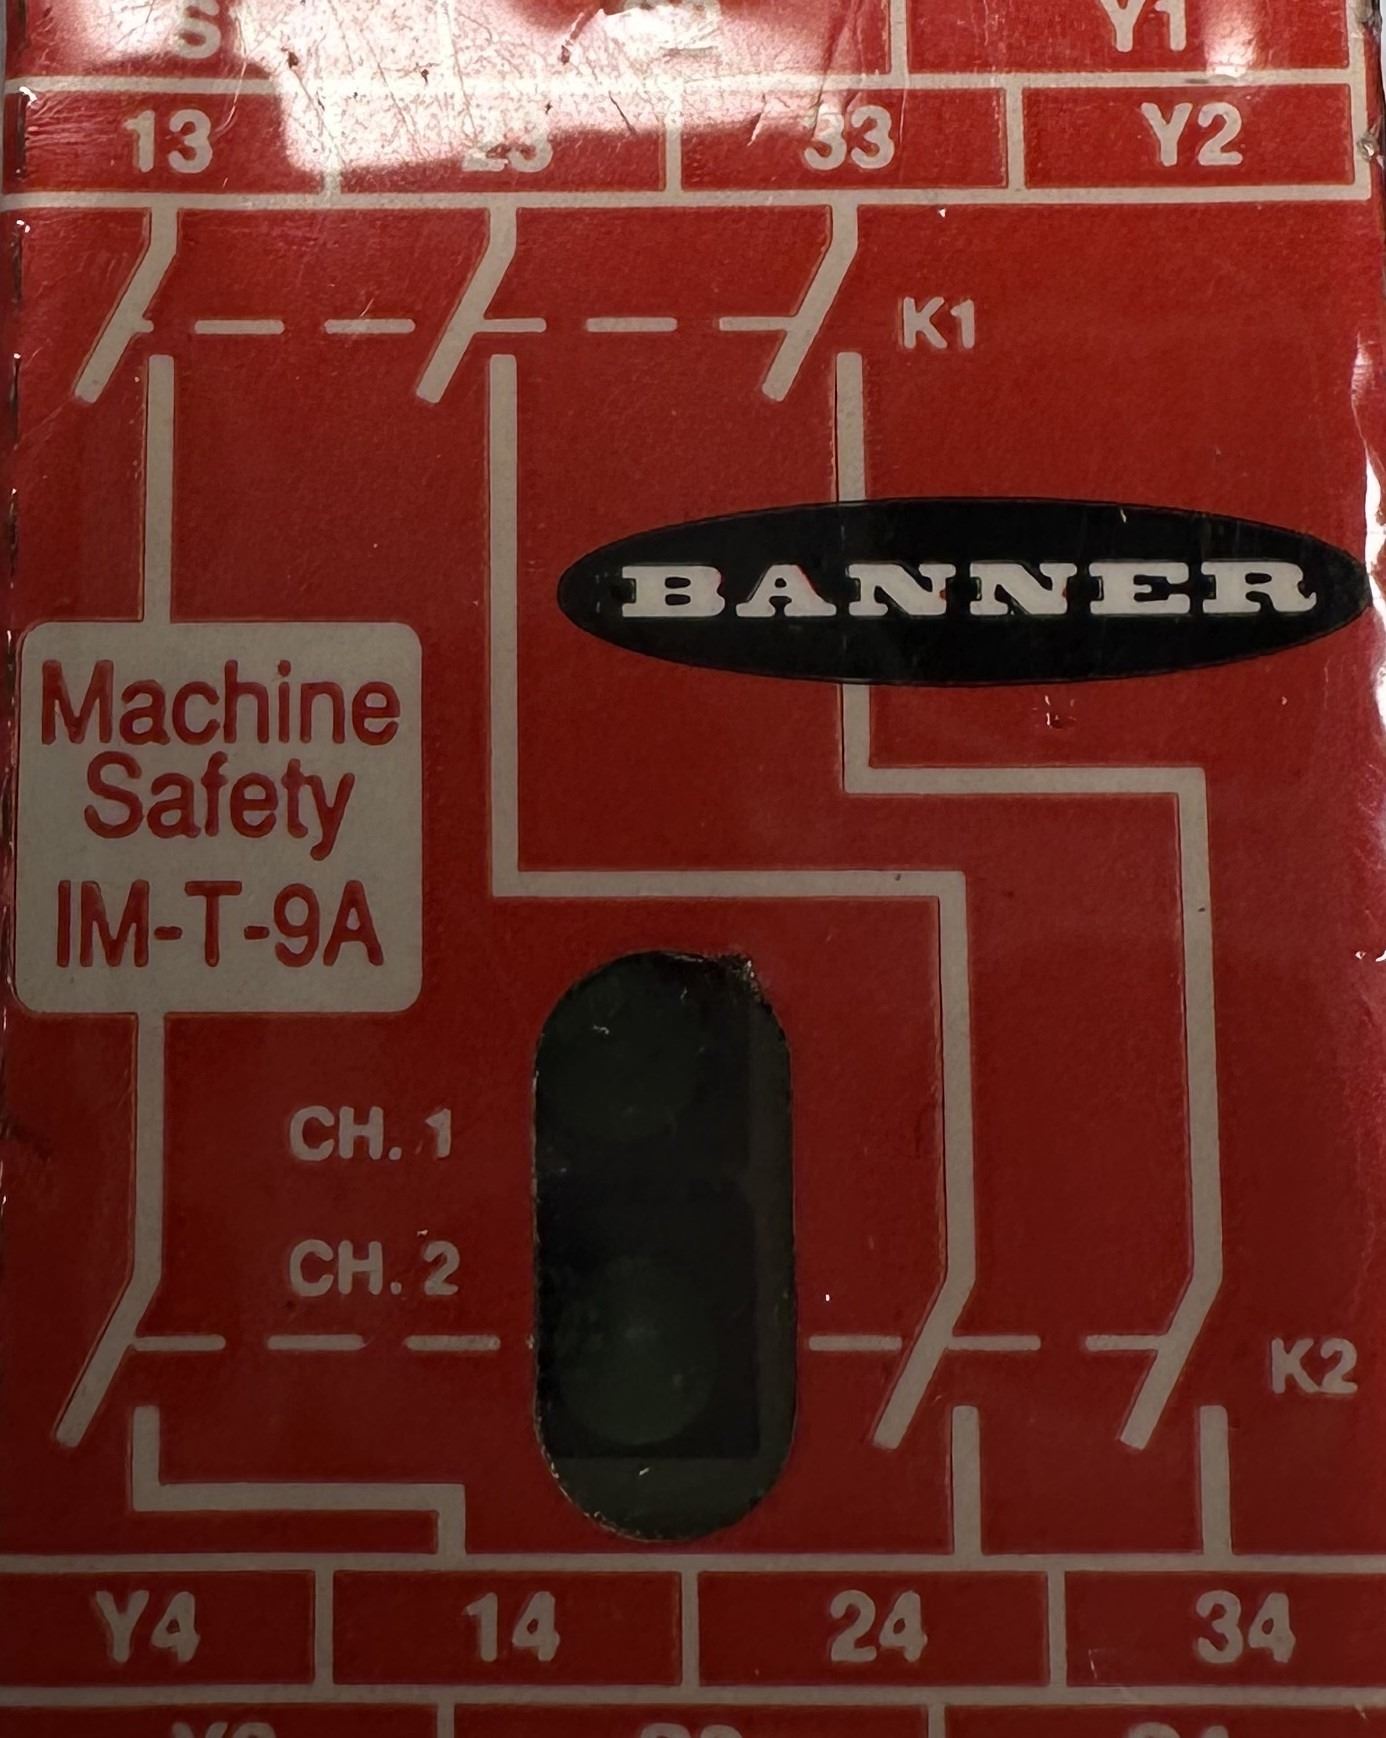 Y1
13 23 33 Y2
K1
BANNER
Machine
Safety
IM-T-9A
CH. 1
CH. 2
K2
Y4 14 24 34